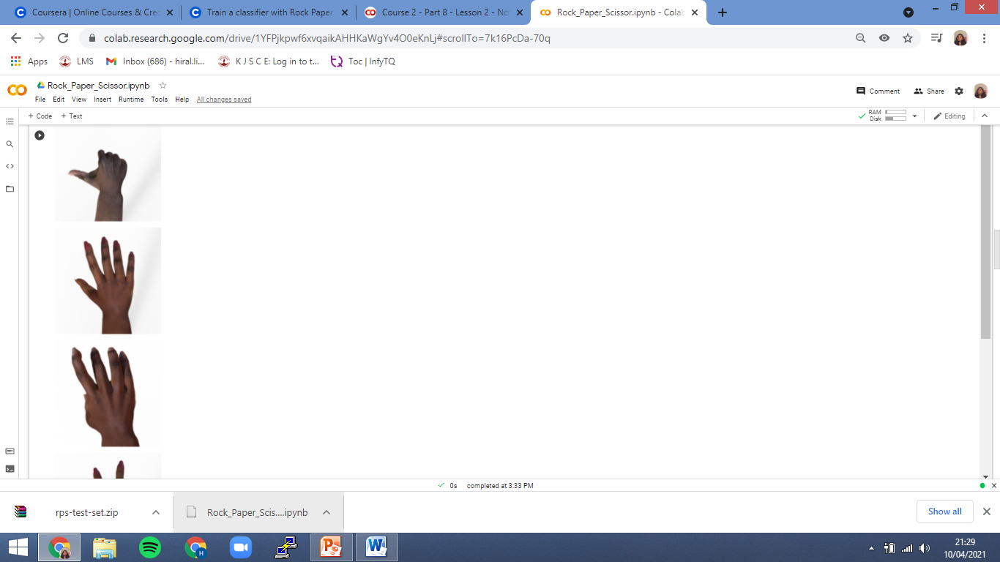 Coursera | Online Courses & Cre
Train a classifier with Rock Paper
Course 2 - Part 8 - Lesson 2 - No
Rock_Paper_Scissor.ipynb - Colab
colab.research.google.com/drive/1YFPjkpwf6xvqaikAHHKaWgYv4O0eKnLj#scrollTo=7k16PcDa-70q
Apps LMS Inbox (686) - hiral.li... K J S C E: Log in to t... Toc | InfyTQ
Rock_Paper_Scissor.ipynb
File Edit View Insert Runtime Tools Help All changes saved
Comment Share
+ Code + Text
RAM
Disk
Editing
0s completed at 3:33 PM
rps-test-set.zip
Rock_Paper_Scis....ipynb
Show all
21:29
10/04/2021